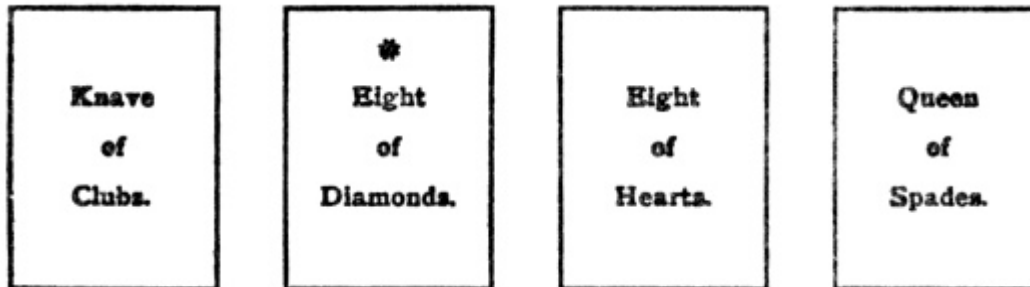 Knave
of
Clubs.
#
Eight
of
Diamonds.
Eight
of
Hearts.
Queen
of
Spades.